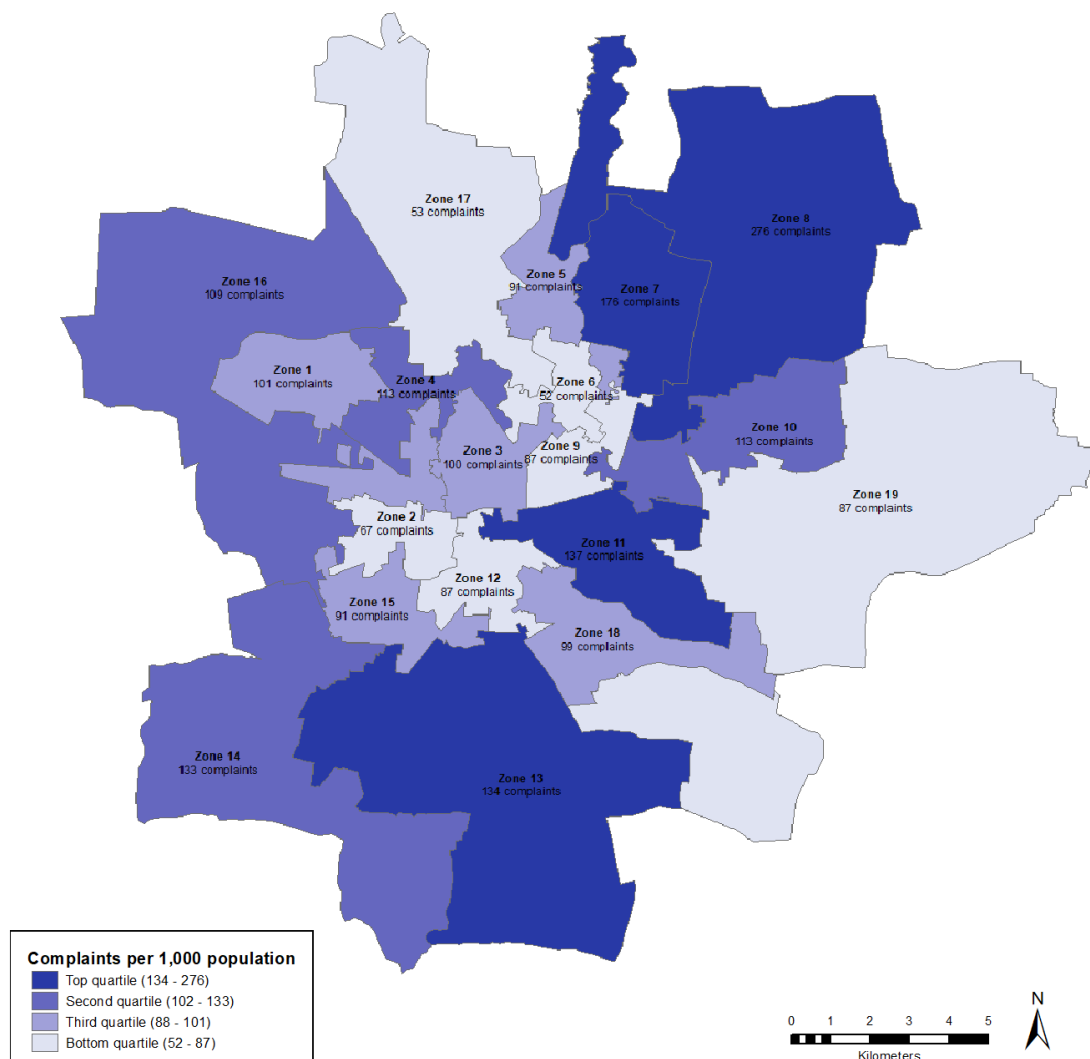 Zone 17
53 complaints
Zone 8
276 complaints
Zone 5
91 complaints
Zone 7
176 complaints
Zone 16
109 complaints
Zone 1
101 complaints
Zone 4
113 complaints
Zone 6
52 complaints
Zone 10
113 complaints
Zone 3
100 complaints
Zone 9
87 complaints
Zone 19
87 complaints
Zone 2
67 complaints
Zone 11
137 complaints
Zone 12
87 complaints
Zone 15
91 complaints
Zone 18
99 complaints
Zone 14
133 complaints
Zone 13
134 complaints
Complaints per 1,000 population
Top quartile (134 - 276)
Second quartile (102 - 133)
Third quartile (88 - 101)
Bottom quartile (52 - 87)
N
0 1 2 3 4 5
Kilometers